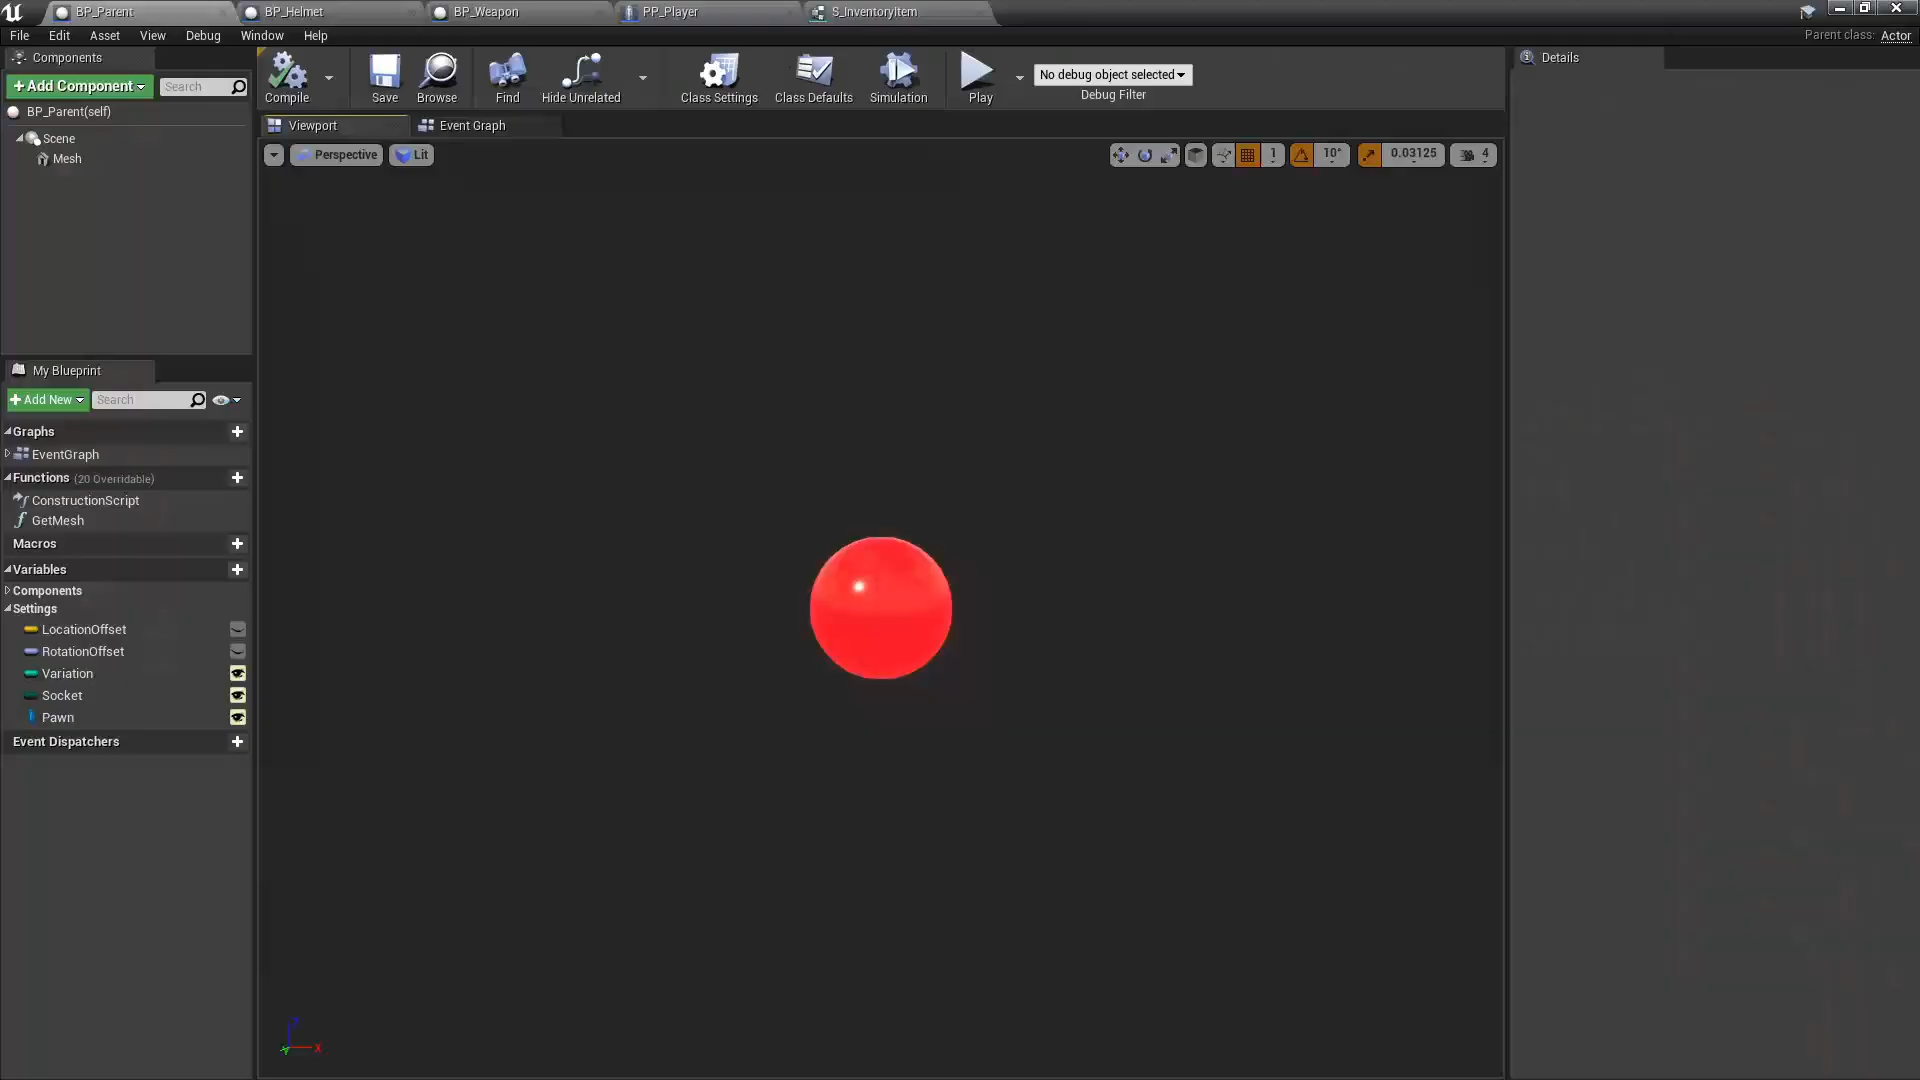 BP_Parent
BP_Helmet
BP_Weapon
PP_Player
S_InventoryItem
File Edit Asset View Debug Window Help
Parent class: Actor
Components
+Add Component
Search
BP_Parent(self)
Scene
Mesh
Compile
Save
Browse
Find
Hide Unrelated
Class Settings
Class Defaults
Simulation
Play
No debug object selected
Debug Filter
Details
Viewport
Event Graph
Perspective
Lit
1
10°
0.03125
4
My Blueprint
+Add New
Search
Graphs
EventGraph
Functions (20 Overridable)
ConstructionScript
GetMesh
Macros
Variables
Components
Settings
LocationOffset
RotationOffset
Variation
Socket
Pawn
Event Dispatchers
Z
Y
X